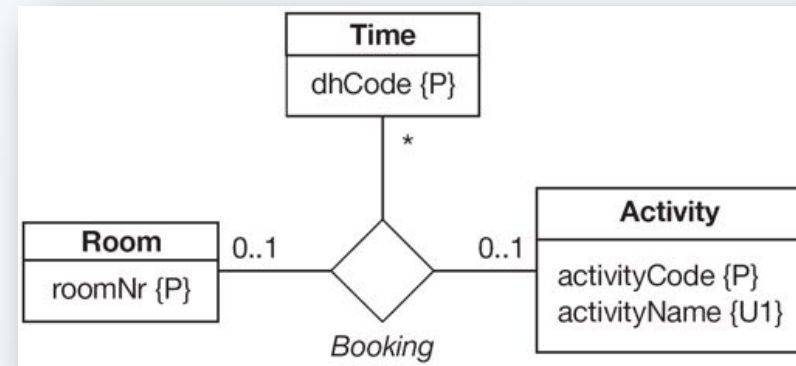 Time
dhCode {P}
*
Room
roomNr {P}
0..1
0..1
Activity
activityCode {P}
activityName {U1}
Booking